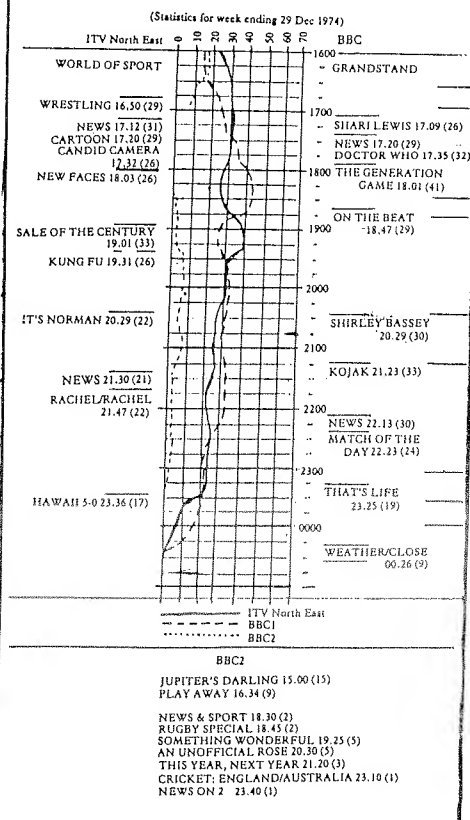 (Statistics for week ending 29 Dec 1974)
ITV North East
0 10 20 30 40 50 60 70
BBC
WORLD OF SPORT
WRESTLING 16.50 (29)
NEWS 17.12 (31)
CARTOON 17.20 (29)
CANDID CAMERA
17.32 (26)
NEW FACES 18.03 (26)
SALE OF THE CENTURY
19.01 (33)
KUNG FU 19.31 (26)
IT'S NORMAN 20.29 (22)
NEWS 21.30 (21)
RACHEL/RACHEL
21.47 (22)
HAWAII 5-0 23.36 (17)
1600
1700
1800
1900
2000
2100
2200
2300
0000
GRANDSTAND
SHARI LEWIS 17.09 (26)
NEWS 17.20 (29)
DOCTOR WHO 17.35 (32)
THE GENERATION
GAME 18.01 (41)
ON THE BEAT
18.47 (29)
SHIRLEY BASSEY
20.29 (30)
KOJAK 21.23 (33)
NEWS 22.13 (30)
MATCH OF THE
DAY 22.23 (24)
THAT'S LIFE
23.25 (19)
WEATHER/CLOSE
00.26 (9)
ITV North East
BBC1
BBC2
BBC2
JUPITER'S DARLING 15.00 (15)
PLAY AWAY 16.34 (9)
NEWS & SPORT 18.30 (2)
RUGBY SPECIAL 18.45 (2)
SOMETHING WONDERFUL 19.25 (5)
AN UNOFFICIAL ROSE 20.30 (5)
THIS YEAR, NEXT YEAR 21.20 (3)
CRICKET: ENGLAND/AUSTRALIA 23.10 (1)
NEWS ON 2 23.40 (1)